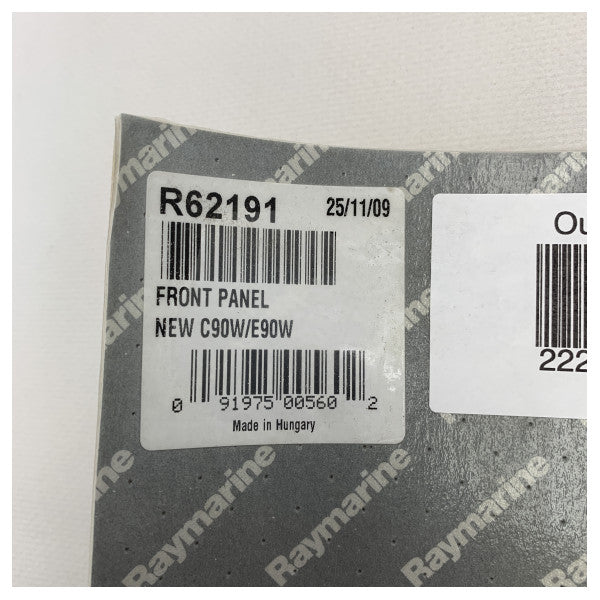 Raymarine
R62191 25/11/09
FRONT PANEL
NEW C90W/E90W
0 91975 00560 2
Made in Hungary
Ou
222
Raymarine
Raymarine
Raymarine